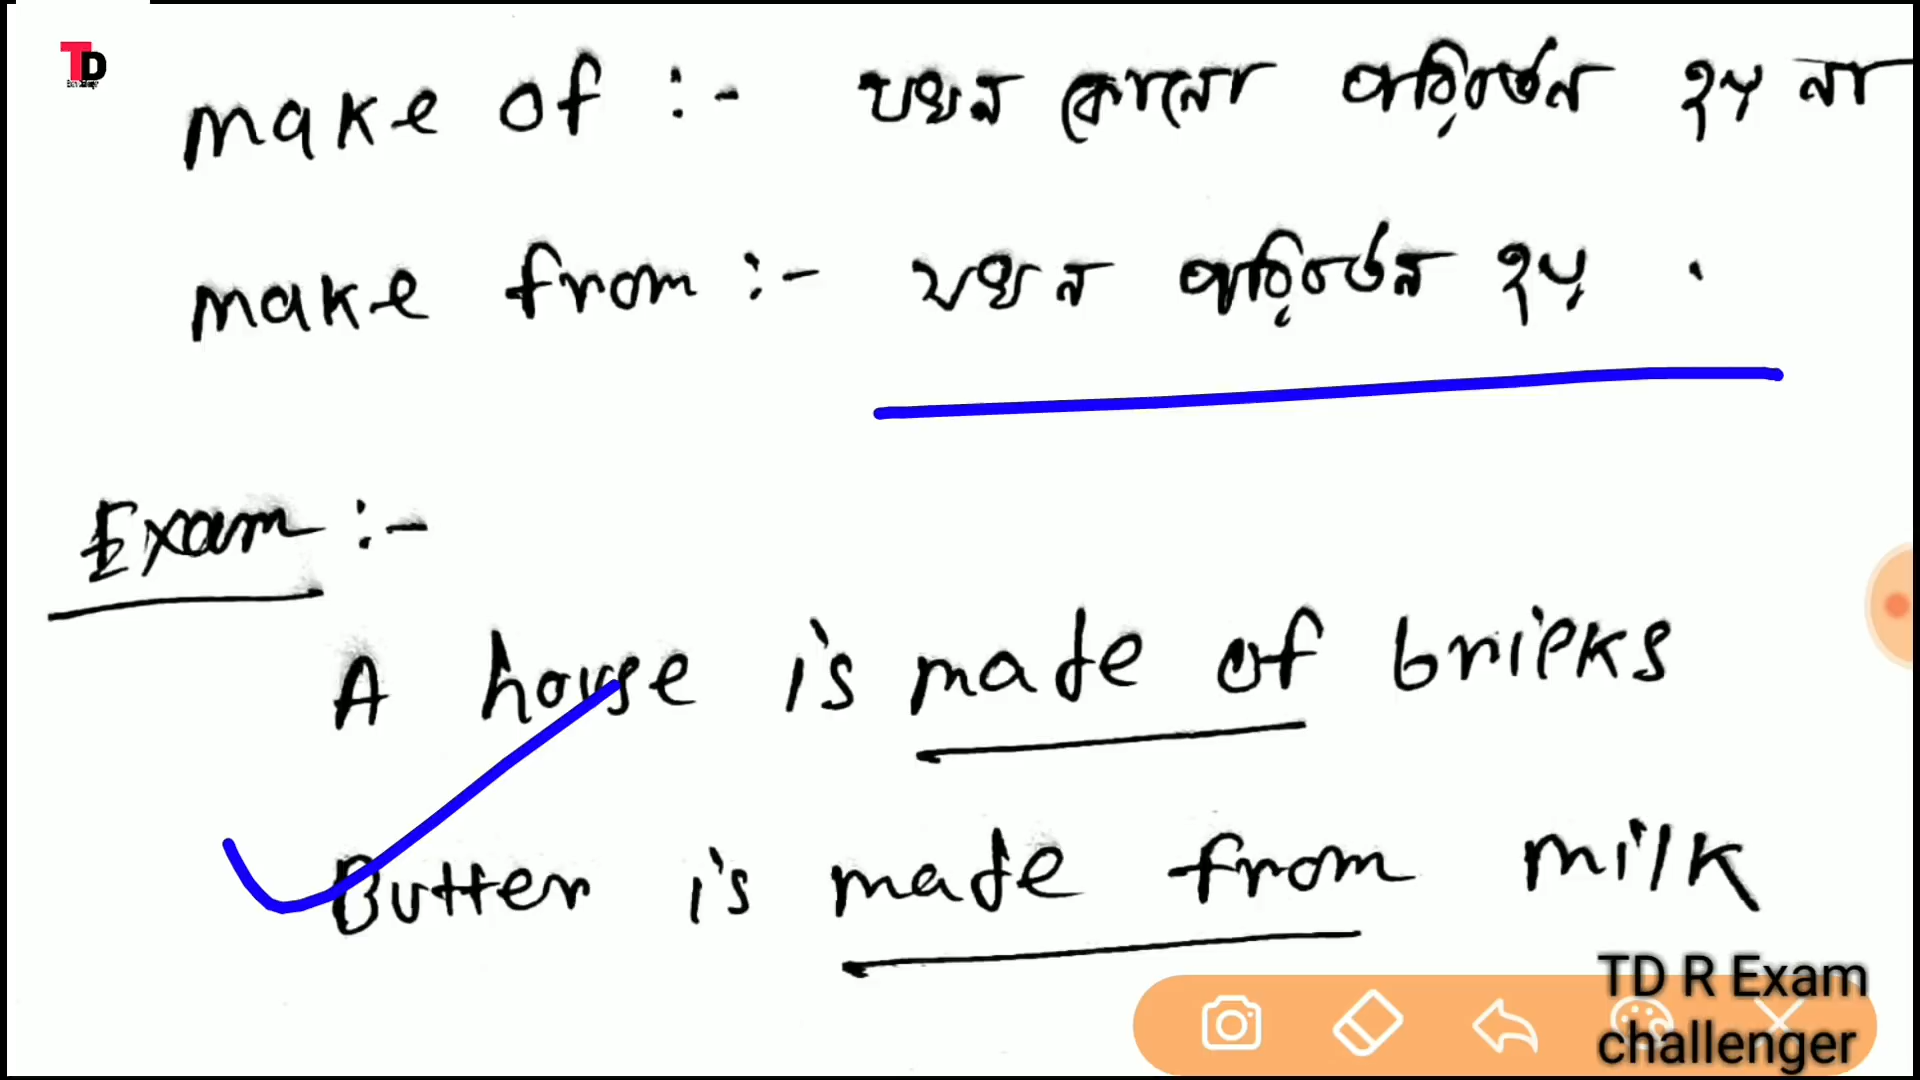 TD
make of :- যখন কোনো পরিবর্তন হয় না
make from :- যখন পরিবর্তন হয় .
Exam :-
A house is made of bricks
Butter is made from milk
TD R Exam
challenger